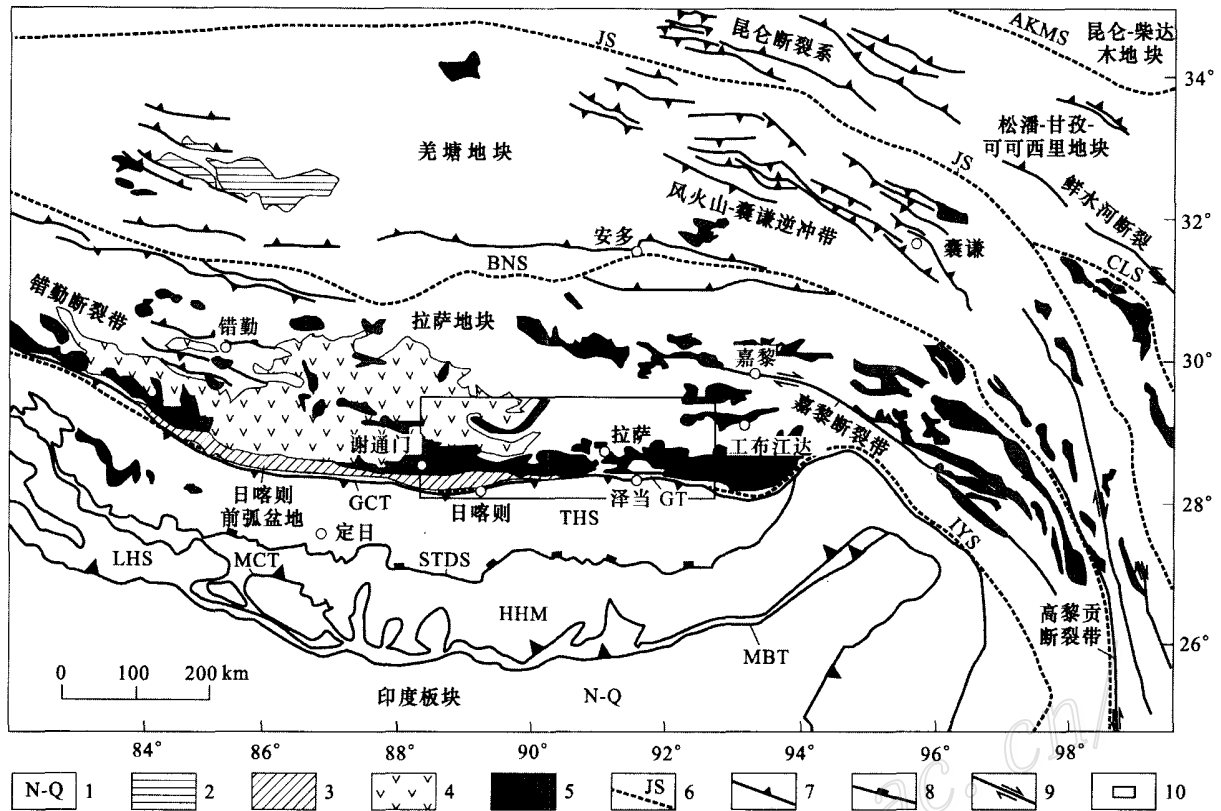 JS
昆仑断裂系
AKMS
昆仑-柴达
木地块
34°
羌塘地块
松潘-甘孜-
可可西里地块
JS
鲜水河断裂
风火山-囊谦逆冲带
32°
安多
囊谦
BNS
CLS
错勤断裂带
错勤
拉萨地块
嘉黎
30°
嘉黎断裂带
谢通门
拉萨
工布江达
日喀则
前弧盆地
GCT
日喀则
泽当
GT
28°
定日
THS
IYS
LHS
MCT
STDS
HHM
高黎贡
断裂带
26°
MBT
0 100 200 km
印度板块
N-Q
84° 86° 88° 90° 92° 94° 96° 98°
N-Q 1 2 3 4 5 JS 6 7 8 9 10
ac.cn/